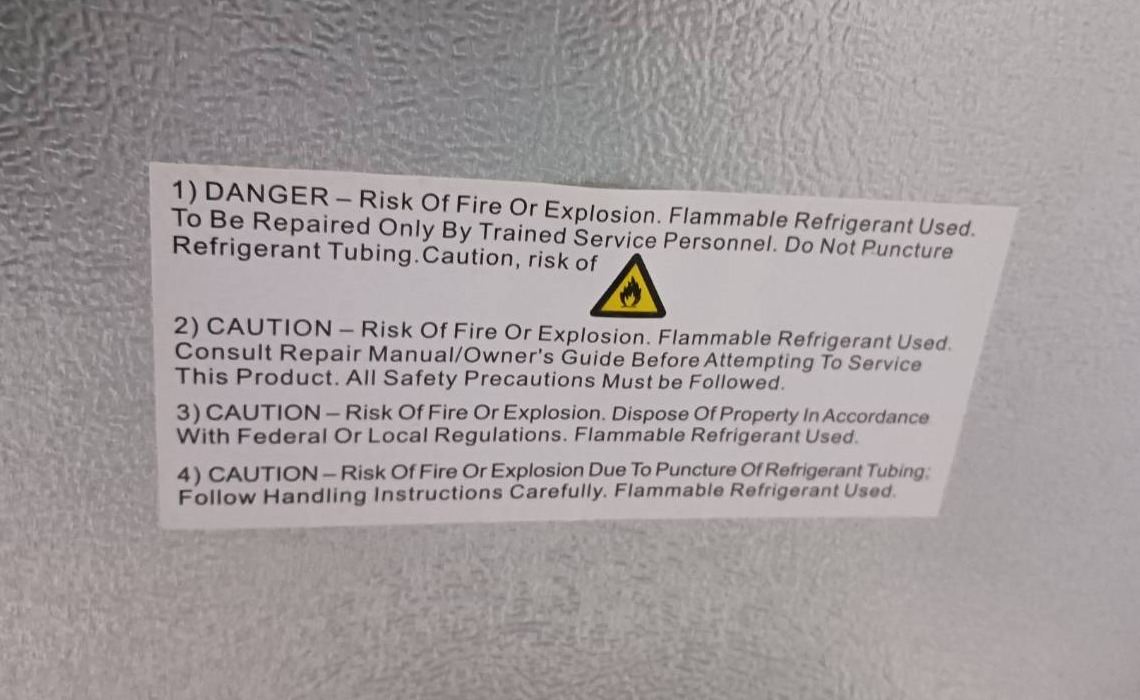 1) DANGER – Risk Of Fire Or Explosion. Flammable Refrigerant Used.
To Be Repaired Only By Trained Service Personnel. Do Not Puncture
Refrigerant Tubing.Caution, risk of
2) CAUTION – Risk Of Fire Or Explosion. Flammable Refrigerant Used.
Consult Repair Manual/Owner's Guide Before Attempting To Service
This Product. All Safety Precautions Must be Followed.
3) CAUTION – Risk Of Fire Or Explosion. Dispose Of Property In Accordance
With Federal Or Local Regulations. Flammable Refrigerant Used.
4) CAUTION – Risk Of Fire Or Explosion Due To Puncture Of Refrigerant Tubing;
Follow Handling Instructions Carefully. Flammable Refrigerant Used.